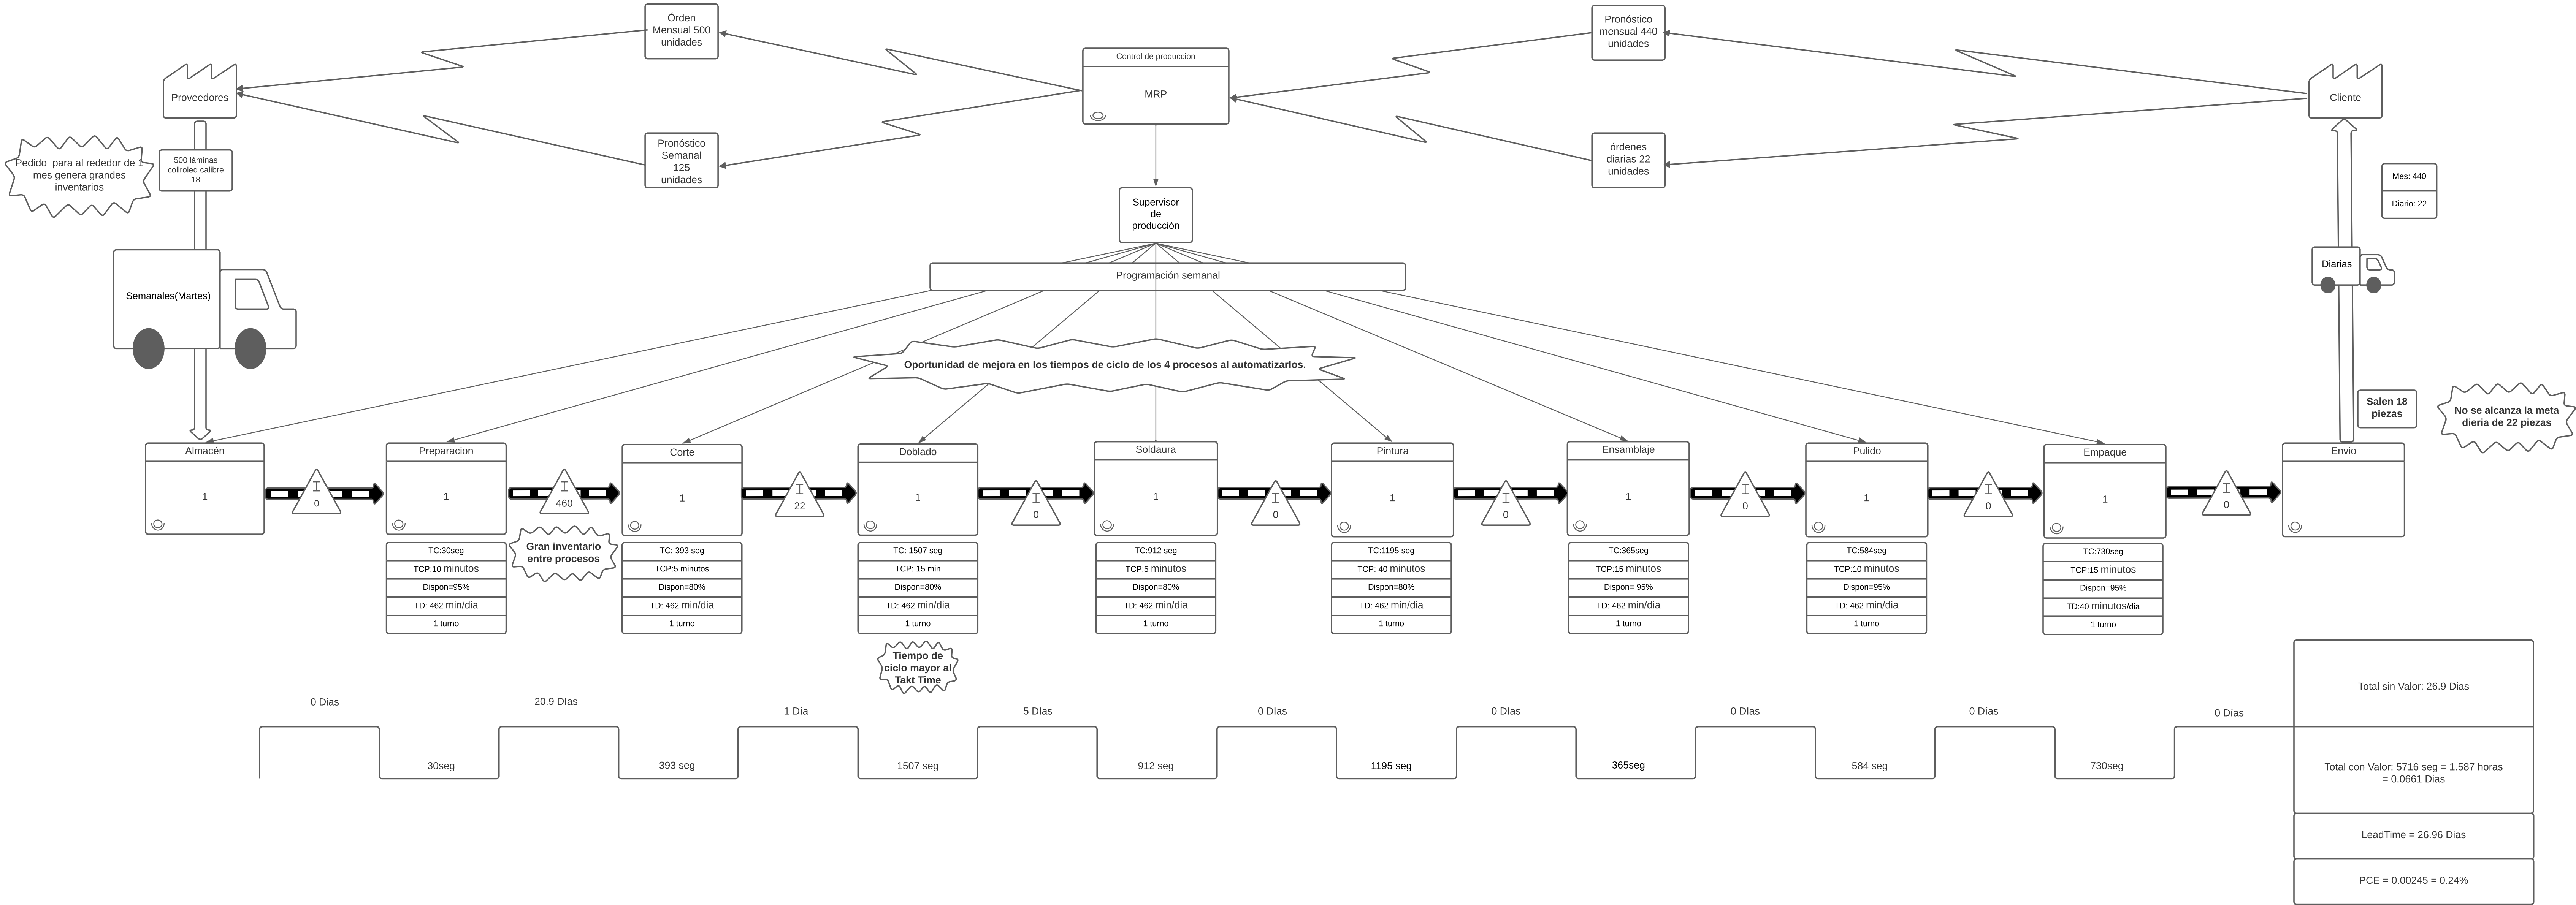 Órden
Mensual 500
unidades
Pronóstico
mensual 440
unidades
Control de produccion
MRP
Proveedores
Cliente
Pronóstico
Semanal
125
unidades
órdenes
diarias 22
unidades
Pedido para al rededor de 1
mes genera grandes
inventarios
500 láminas
collroled calibre
18
Mes: 440
Diario: 22
Supervisor
de
producción
Programación semanal
Semanales(Martes)
Diarias
Oportunidad de mejora en los tiempos de ciclo de los 4 procesos al automatizarlos.
Salen 18
piezas
No se alcanza la meta
dieria de 22 piezas
Almacén
1
0
Preparacion
1
460
Corte
1
22
Doblado
1
0
Soldaura
1
0
Pintura
1
0
Ensamblaje
1
0
Pulido
1
0
Empaque
1
0
Envio
Gran inventario
entre procesos
TC:30seg
TCP:10 minutos
Dispon=95%
TD: 462 min/dia
1 turno
TC: 393 seg
TCP:5 minutos
Dispon=80%
TD: 462 min/dia
1 turno
TC: 1507 seg
TCP: 15 min
Dispon=80%
TD: 462 min/dia
1 turno
TC:912 seg
TCP:5 minutos
Dispon=80%
TD: 462 min/dia
1 turno
TC:1195 seg
TCP: 40 minutos
Dispon=80%
TD: 462 min/dia
1 turno
TC:365seg
TCP:15 minutos
Dispon= 95%
TD: 462 min/dia
1 turno
TC:584seg
TCP:10 minutos
Dispon=95%
TD: 462 min/dia
1 turno
TC:730seg
TCP:15 minutos
Dispon=95%
TD:40 minutos/dia
1 turno
Tiempo de
ciclo mayor al
Takt Time
0 Dias
20.9 DIas
1 Día
5 DIas
0 DIas
0 DIas
0 DIas
0 Días
0 Días
30seg
393 seg
1507 seg
912 seg
1195 seg
365seg
584 seg
730seg
Total sin Valor: 26.9 Dias
Total con Valor: 5716 seg = 1.587 horas
= 0.0661 Dias
LeadTime = 26.96 Dias
PCE = 0.00245 = 0.24%